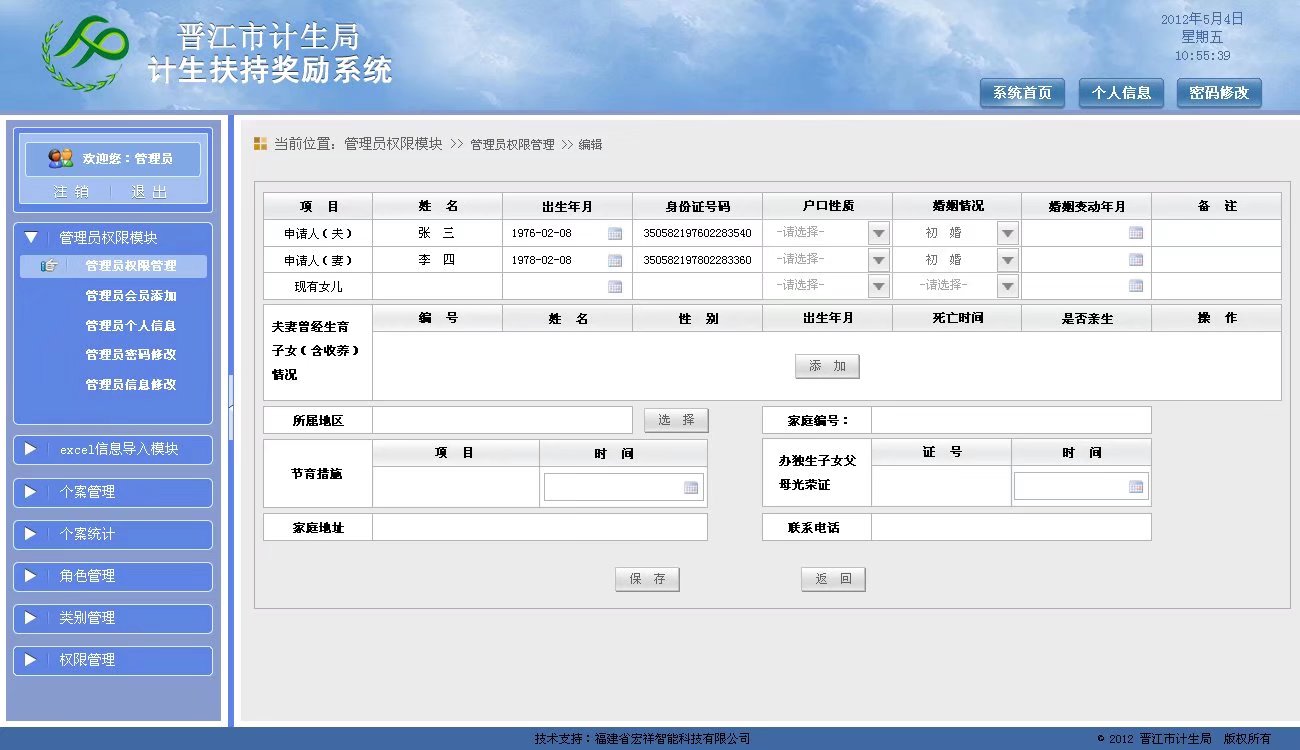 晋江市计生局
计生扶持奖励系统
2012年5月4日
星期五
10:55:39
系统首页 个人信息 密码修改
欢迎您：管理员
注 销 退 出
管理员权限模块
管理员权限管理
管理员会员添加
管理员个人信息
管理员密码修改
管理员信息修改
excel信息导入模块
个案管理
个案统计
角色管理
类别管理
权限管理
当前位置：管理员权限模块 >> 管理员权限管理 >> 编辑
项 目 姓 名 出生年月 身份证号码 户口性质 婚姻情况 婚姻变动年月 备 注
申请人（夫） 张 三 1976-02-08 350582197602283540 -请选择- 初 婚
申请人（妻） 李 四 1978-02-08 350582197802283360 -请选择- 初 婚
现有女儿 -请选择- -请选择-
夫妻曾经生育
子女（含收养）
情况
编 号 姓 名 性 别 出生年月 死亡时间 是否亲生 操 作
添 加
所属地区 选 择 家庭编号：
节育措施 项 目 时 间
办独生子女父
母光荣证
证 号 时 间
家庭地址 联系电话
保 存 返 回
技术支持：福建省宏祥智能科技有限公司
© 2012 晋江市计生局 版权所有